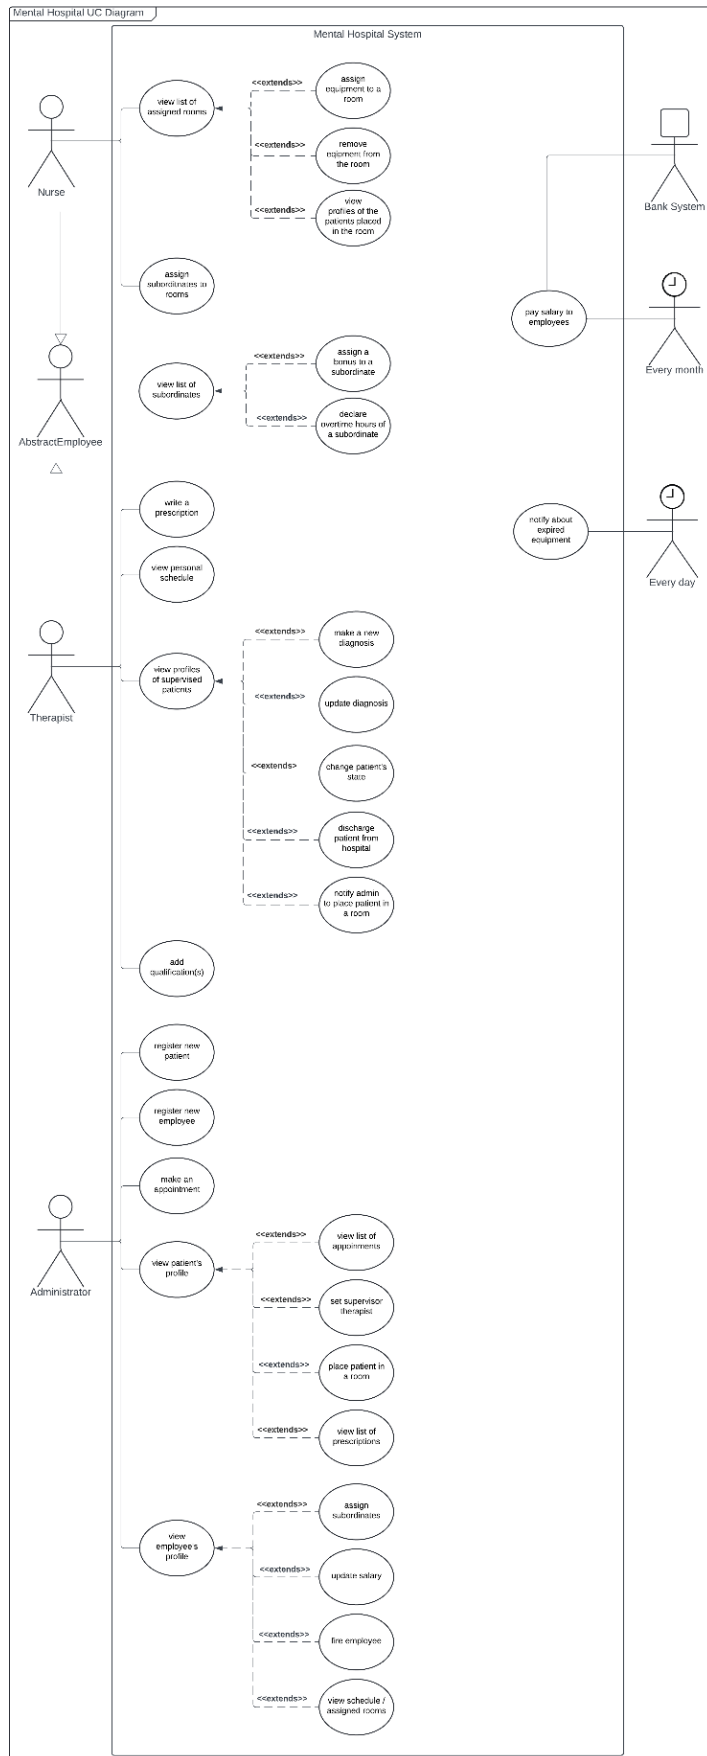 Mental Hospital UC Diagram
Mental Hospital System
view list of
assigned rooms
<<extends>>
assign
equipment to a
room
<<extends>>
remove
eqipment from
the room
<<extends>>
view
profiles of the
patients placed
in the room
Nurse
Bank System
assign
subordinates to
rooms
pay salary to
employees
Every month
AbstractEmployee
view list of
subordinates
<<extends>>
assign a
bonus to a
subordinate
<<extends>>
declare
overtime hours of
a subordinate
write a
prescription
notify about
expired
equipment
Every day
view personal
schedule
Therapist
view profiles
of supervised
patients
<<extends>>
make a new
diagnosis
<<extends>>
update diagnosis
<<extends>
change patient's
state
<<extends>>
discharge
patient from
hospital
<<extends>>
notify admin
to place patient in
a room
add
qualification(s)
register new
patient
register new
employee
make an
appointment
Administrator
view patient's
profile
<<extends>>
view list of
appoinments
<<extends>>
set supervisor
therapist
<<extends>>
place patient in
a room
<<extends>>
view list of
prescriptions
view
employee's
profile
<<extends>>
assign
subordinates
<<extends>>
update salary
<<extends>>
fire employee
<<extends>>
view schedule /
assigned rooms